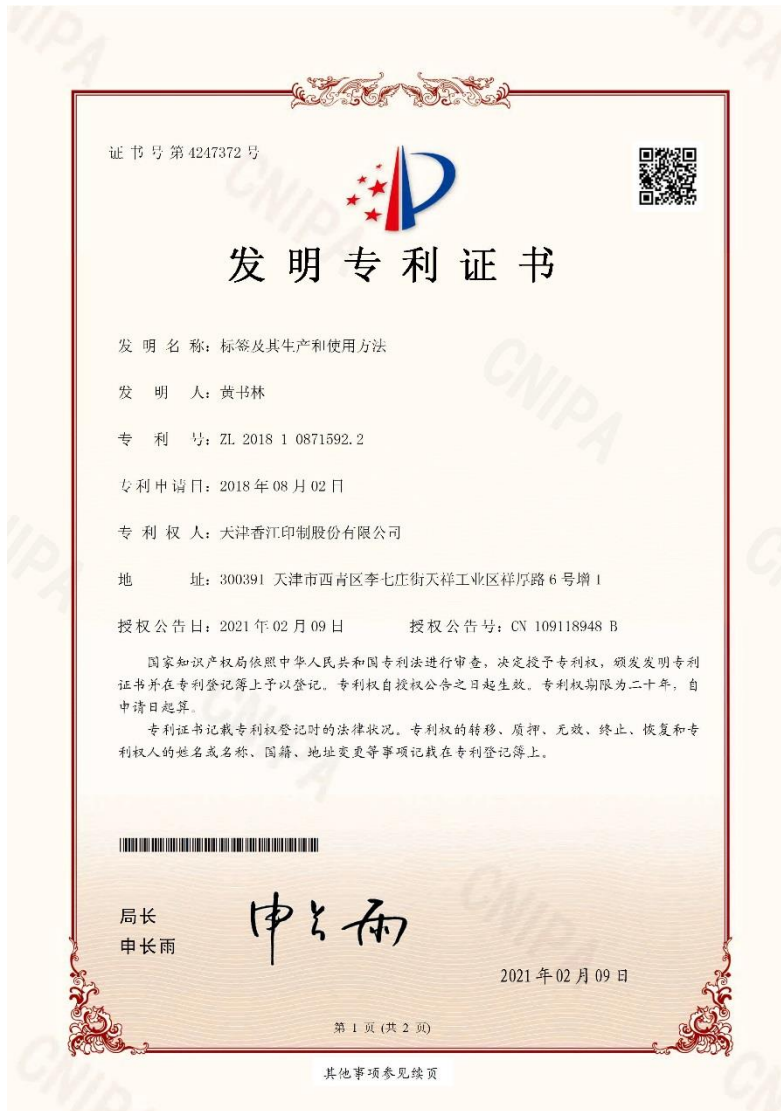 证书号第4247372号
发明专利证书
发明名称：标签及其生产和使用方法
发明人：黄书林
专利号：ZL 2018 1 0871592.2
专利申请日：2018年08月02日
专利权人：天津香江印制股份有限公司
地址：300391 天津市西青区李七庄街天祥工业区祥厚路6号增1
授权公告日：2021年02月09日 授权公告号：CN 109118948 B
国家知识产权局依照中华人民共和国专利法进行审查，决定授予专利权，颁发发明专利
证书并在专利登记簿上予以登记。专利权自授权公告之日起生效。专利权期限为二十年，自
申请日起算。
专利证书记载专利权登记时的法律状况。专利权的转移、质押、无效、终止、恢复和专
利权人的姓名或名称、国籍、地址变更等事项记载在专利登记簿上。
局长
申长雨
申长雨
2021年02月09日
第 1 页 (共 2 页)
其他事项参见续页
CNIPA
CNIPA
CNIPA
CNIPA
CNIPA